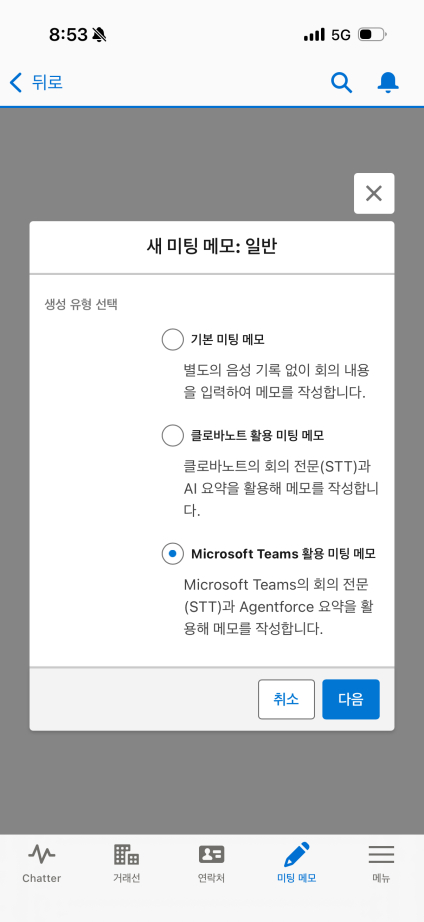 8:53
5G
뒤로
새 미팅 메모: 일반
생성 유형 선택
기본 미팅 메모
별도의 음성 기록 없이 회의 내용
을 입력하여 메모를 작성합니다.
클로바노트 활용 미팅 메모
클로바노트의 회의 전문(STT)과
AI 요약을 활용해 메모를 작성합니
다.
Microsoft Teams 활용 미팅 메모
Microsoft Teams의 회의 전문
(STT)과 Agentforce 요약을 활
용해 메모를 작성합니다.
취소
다음
Chatter
거래선
연락처
미팅 메모
메뉴